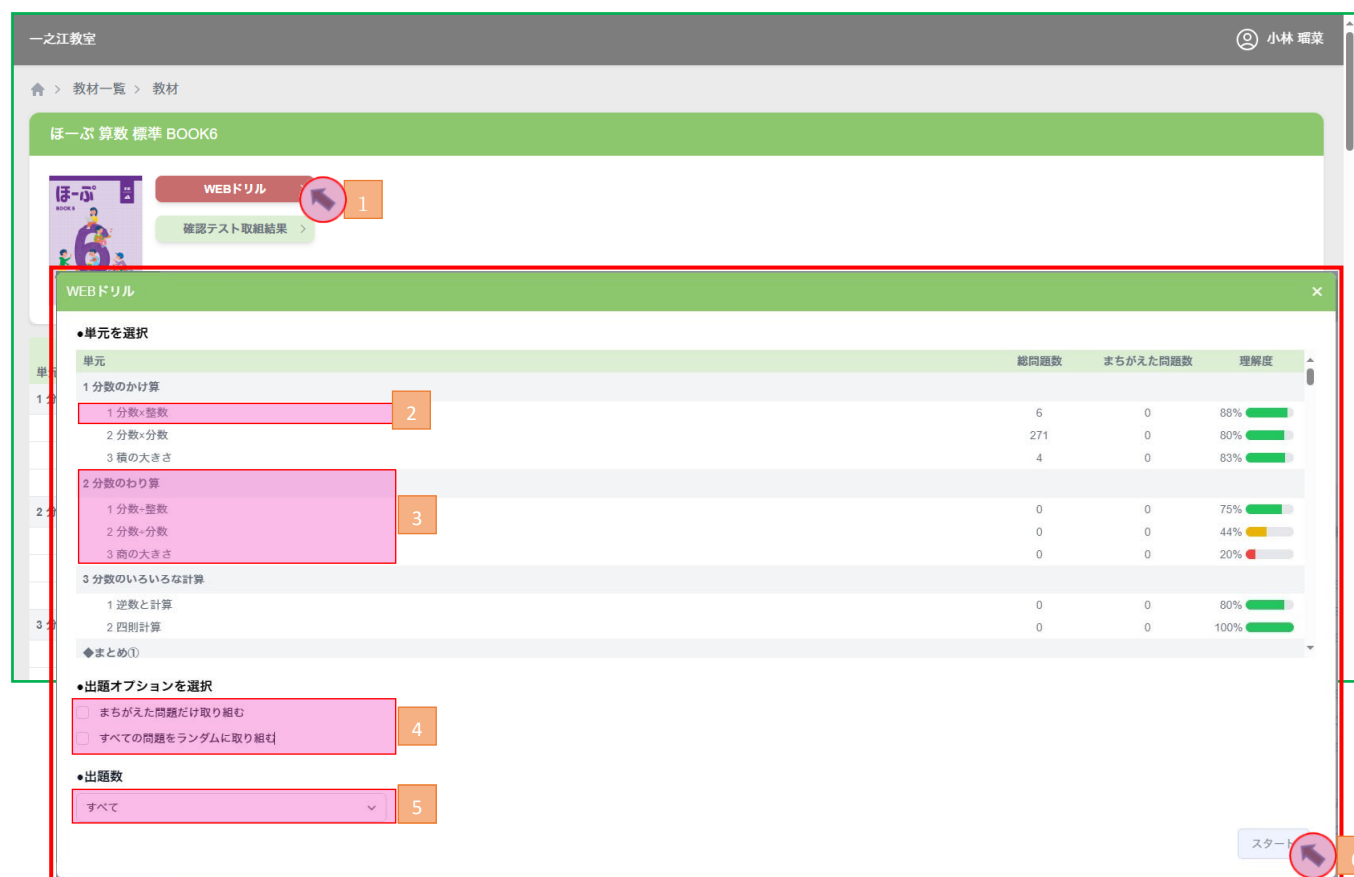 一之江教室
小林 瑠菜
教材一覧 > 教材
ほーぷ 算数 標準 BOOK6
ほーぷ
BOOK 6
6
WEBドリル
1
確認テスト取組結果 >
WEBドリル ×
●単元を選択
単元 総問題数 まちがえた問題数 理解度
1 分数のかけ算
1 分数×整数 2 6 0 88%
2 分数×分数 271 0 80%
3 積の大きさ 4 0 83%
2 分数のわり算
1 分数÷整数 3 0 0 75%
2 分数÷分数 0 0 44%
3 商の大きさ 0 0 20%
3 分数のいろいろな計算
1 逆数と計算 0 0 80%
2 四則計算 0 0 100%
◆まとめ①
●出題オプションを選択
まちがえた問題だけ取り組む
4
すべての問題をランダムに取り組む
●出題数
すべて 5
スタート